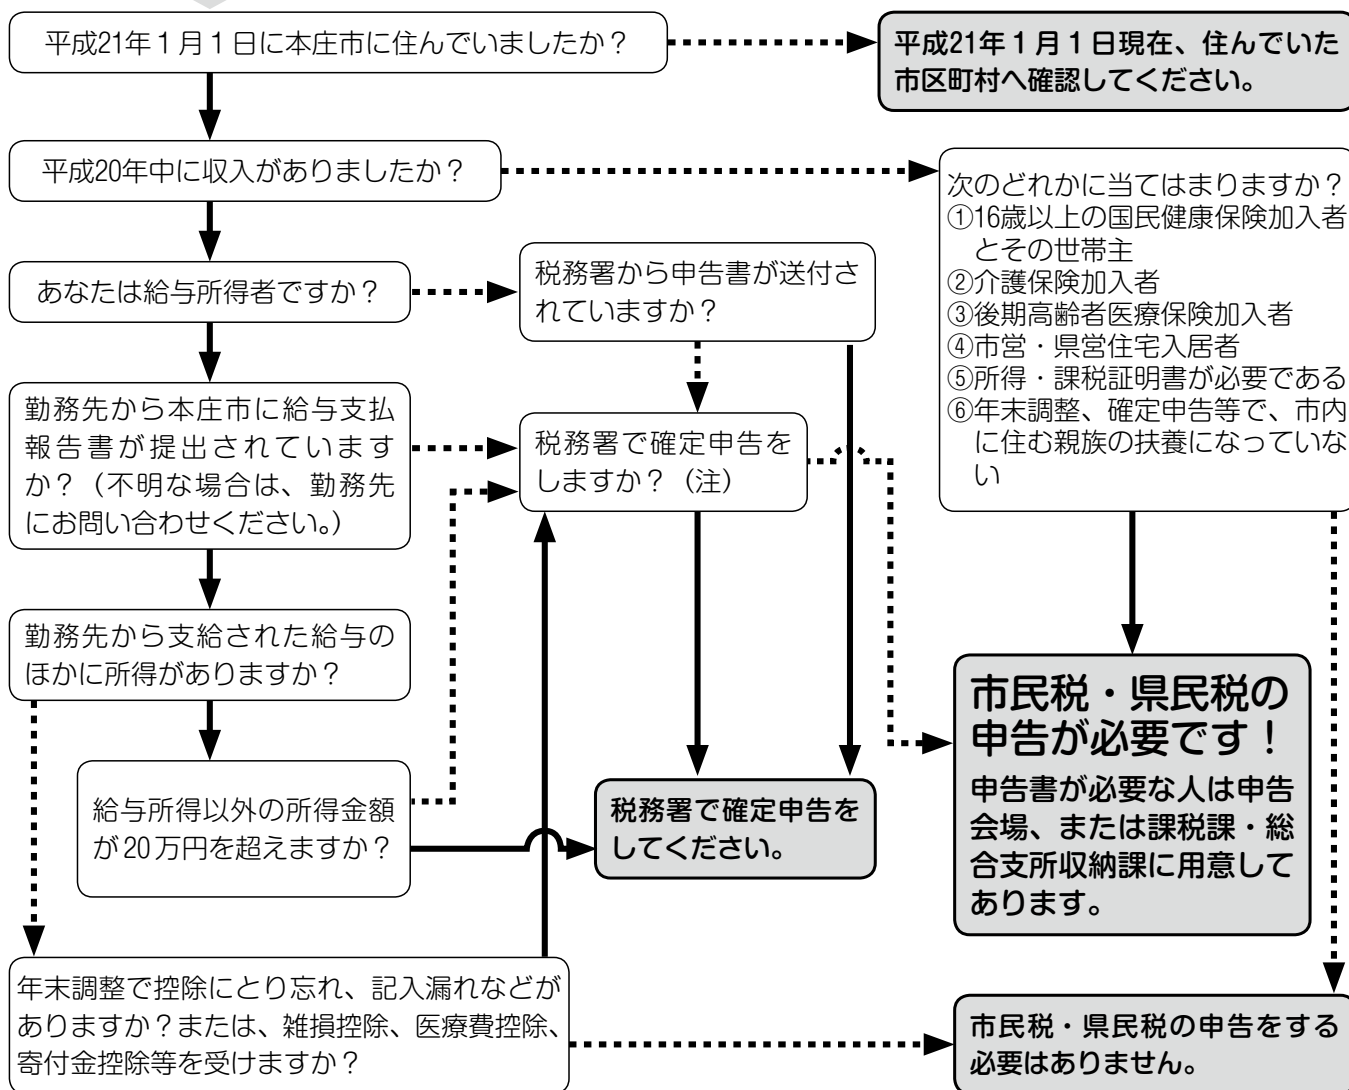 平成21年1月1日に本庄市に住んでいましたか？
平成21年1月1日現在、住んでいた
市区町村へ確認してください。
平成20年中に収入がありましたか？
次のどれかに当てはまりますか？
①16歳以上の国民健康保険加入者
とその世帯主
②介護保険加入者
③後期高齢者医療保険加入者
④市営・県営住宅入居者
⑤所得・課税証明書が必要である
⑥年末調整、確定申告等で、市内
に住む親族の扶養になっていな
い
あなたは給与所得者ですか？
税務署から申告書が送付さ
れていますか？
勤務先から本庄市に給与支払
報告書が提出されています
か？（不明な場合は、勤務先
にお問い合わせください。）
税務署で確定申告を
しますか？（注）
勤務先から支給された給与の
ほかに所得がありますか？
市民税・県民税の
申告が必要です！
申告書が必要な人は申告
会場、または課税課・総
合支所収納課に用意して
あります。
給与所得以外の所得金額
が20万円を超えますか？
税務署で確定申告を
してください。
年末調整で控除にとり忘れ、記入漏れなどが
ありますか？または、雑損控除、医療費控除、
寄付金控除等を受けますか？
市民税・県民税の申告をする
必要はありません。